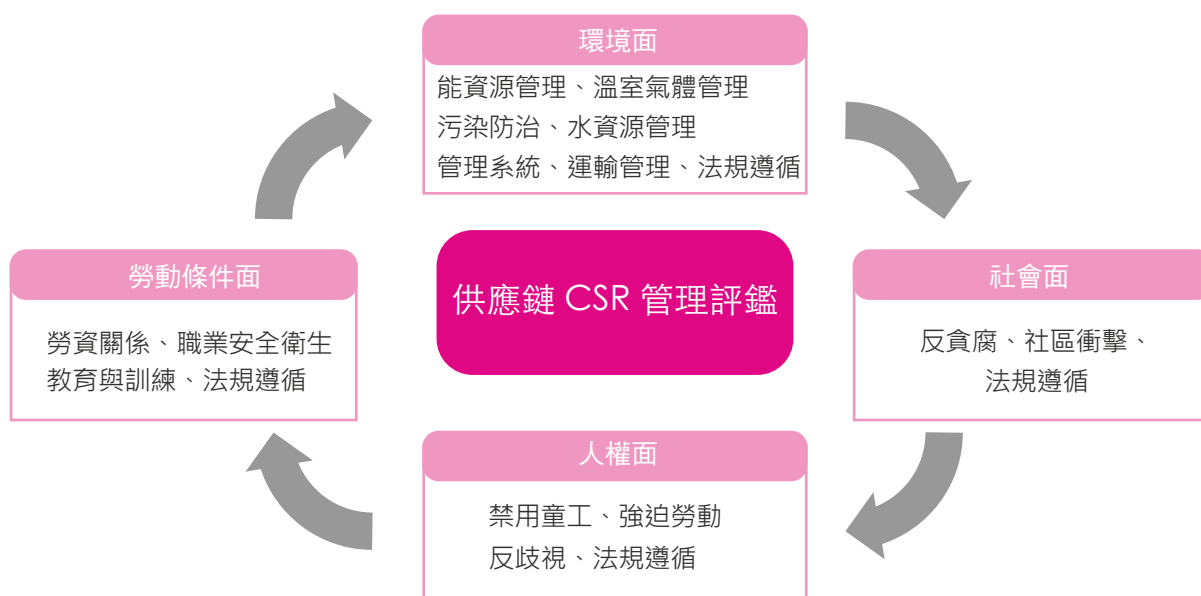 環境面
能資源管理、溫室氣體管理
污染防治、水資源管理
管理系統、運輸管理、法規遵循
供應鏈 CSR 管理評鑑
勞動條件面
勞資關係、職業安全衛生
教育與訓練、法規遵循
社會面
反貪腐、社區衝擊、
法規遵循
人權面
禁用童工、強迫勞動
反歧視、法規遵循